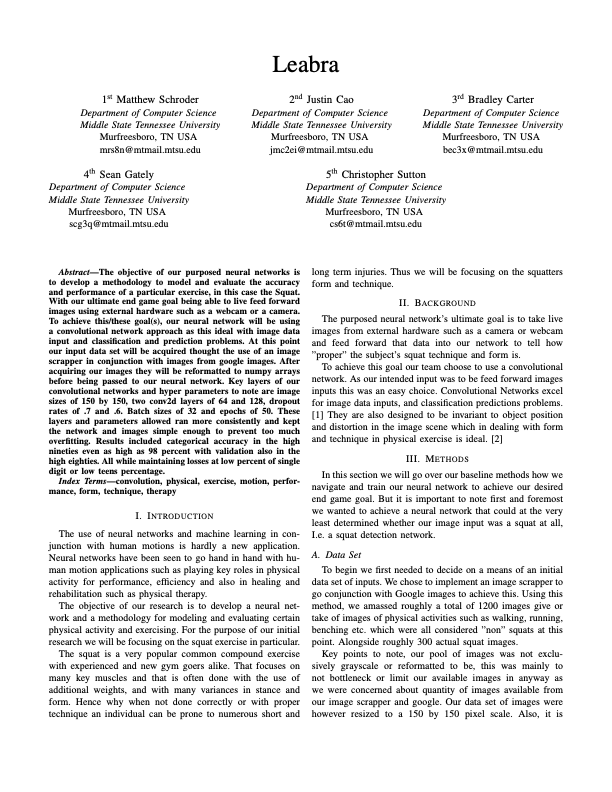 Leabra
1st Matthew Schroder
Department of Computer Science
Middle State Tennessee University
Murfreesboro, TN USA
mrs8n@mtmail.mtsu.edu
2nd Justin Cao
Department of Computer Science
Middle State Tennessee University
Murfreesboro, TN USA
jmc2ei@mtmail.mtsu.edu
3rd Bradley Carter
Department of Computer Science
Middle State Tennessee University
Murfreesboro, TN USA
bec3x@mtmail.mtsu.edu
4th Sean Gately
Department of Computer Science
Middle State Tennessee University
Murfreesboro, TN USA
scg3q@mtmail.mtsu.edu
5th Christopher Sutton
Department of Computer Science
Middle State Tennessee University
Murfreesboro, TN USA
cs6t@mtmail.mtsu.edu
Abstract—The objective of our purposed neural networks is
to develop a methodology to model and evaluate the accuracy
and performance of a particular exercise, in this case the Squat.
With our ultimate end game goal being able to live feed forward
images using external hardware such as a webcam or a camera.
To achieve this/these goal(s), our neural network will be using
a convolutional network approach as this ideal with image data
input and classification and prediction problems. At this point
our input data set will be acquired thought the use of an image
scrapper in conjunction with images from google images. After
acquiring our images they will be reformatted to numpy arrays
before being passed to our neural network. Key layers of our
convolutional networks and hyper parameters to note are image
sizes of 150 by 150, two conv2d layers of 64 and 128, dropout
rates of .7 and .6. Batch sizes of 32 and epochs of 50. These
layers and parameters allowed ran more consistently and kept
the network and images simple enough to prevent too much
overfitting. Results included categorical accuracy in the high
nineties even as high as 98 percent with validation also in the
high eighties. All while maintaining losses at low percent of single
digit or low teens percentage.
Index Terms—convolution, physical, exercise, motion, perfor-
mance, form, technique, therapy
I. Introduction
The use of neural networks and machine learning in con-
junction with human motions is hardly a new application.
Neural networks have been seen to go hand in hand with hu-
man motion applications such as playing key roles in physical
activity for performance, efficiency and also in healing and
rehabilitation such as physical therapy.
The objective of our research is to develop a neural net-
work and a methodology for modeling and evaluating certain
physical activity and exercising. For the purpose of our initial
research we will be focusing on the squat exercise in particular.
The squat is a very popular common compound exercise
with experienced and new gym goers alike. That focuses on
many key muscles and that is often done with the use of
additional weights, and with many variances in stance and
form. Hence why when not done correctly or with proper
technique an individual can be prone to numerous short and
long term injuries. Thus we will be focusing on the squatters
form and technique.
II. Background
The purposed neural network's ultimate goal is to take live
images from external hardware such as a camera or webcam
and feed forward that data into our network to tell how
"proper" the subject's squat technique and form is.
To achieve this goal our team choose to use a convolutional
network. As our intended input was to be feed forward images
inputs this was an easy choice. Convolutional Networks excel
for image data inputs, and classification predictions problems.
[1] They are also designed to be invariant to object position
and distortion in the image scene which in dealing with form
and technique in physical exercise is ideal. [2]
III. Methods
In this section we will go over our baseline methods how we
navigate and train our neural network to achieve our desired
end game goal. But it is important to note first and foremost
we wanted to achieve a neural network that could at the very
least determined whether our image input was a squat at all,
I.e. a squat detection network.
A. Data Set
To begin we first needed to decide on a means of an initial
data set of inputs. We chose to implement an image scrapper to
go conjunction with Google images to achieve this. Using this
method, we amassed roughly a total of 1200 images give or
take of images of physical activities such as walking, running,
benching etc. which were all considered "non" squats at this
point. Alongside roughly 300 actual squat images.
Key points to note, our pool of images was not exclu-
sively grayscale or reformatted to be, this was mainly to
not bottleneck or limit our available images in anyway as
we were concerned about quantity of images available from
our image scrapper and google. Our data set of images were
however resized to a 150 by 150 pixel scale. Also, it is